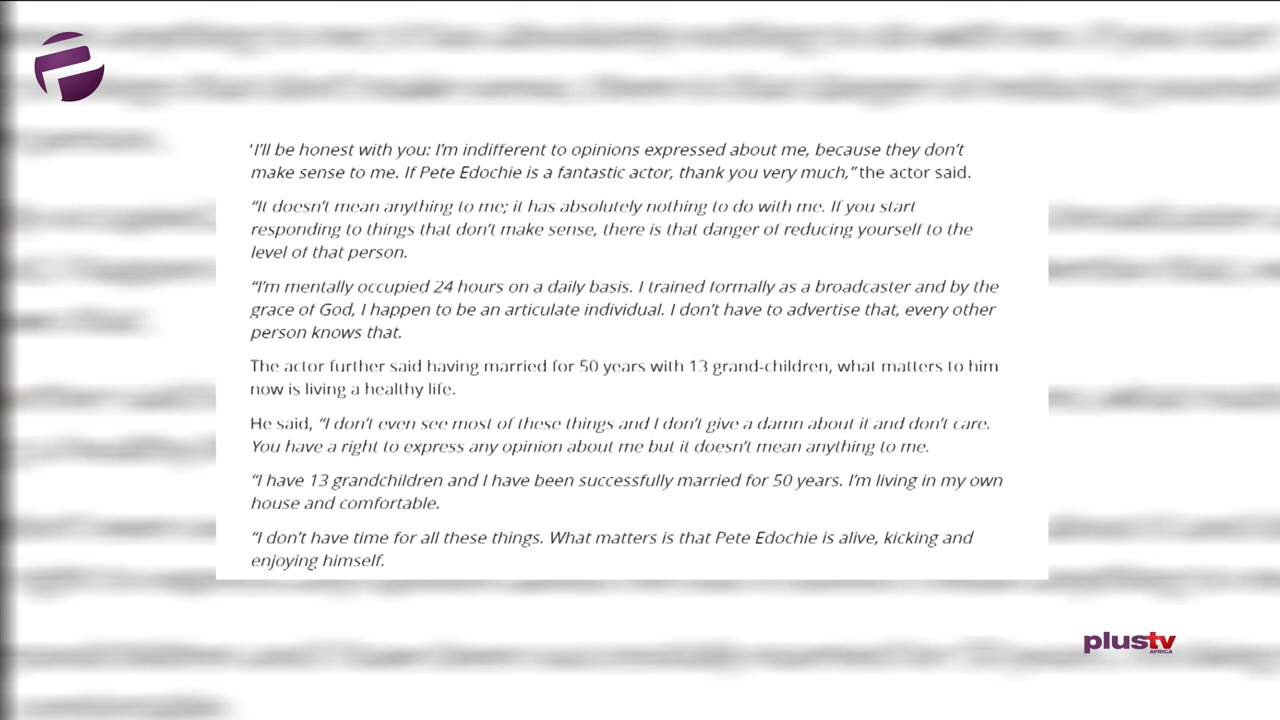 'I'll be honest with you: I'm indifferent to opinions expressed about me, because they don't
make sense to me. If Pete Edochie is a fantastic actor, thank you very much,” the actor said.
“It doesn't mean anything to me; it has absolutely nothing to do with me. If you start
responding to things that don't make sense, there is that danger of reducing yourself to the
level of that person.
“I'm mentally occupied 24 hours on a daily basis. I trained formally as a broadcaster and by the
grace of God, I happen to be an articulate individual. I don't have to advertise that, every other
person knows that.
The actor further said having married for 50 years with 13 grand-children, what matters to him
now is living a healthy life.
He said, “I don't even see most of these things and I don't give a damn about it and don't care.
You have a right to express any opinion about me but it doesn't mean anything to me.
“I have 13 grandchildren and I have been successfully married for 50 years. I'm living in my own
house and comfortable.
“I don't have time for all these things. What matters is that Pete Edochie is alive, kicking and
enjoying himself.
plustv
AFRICA